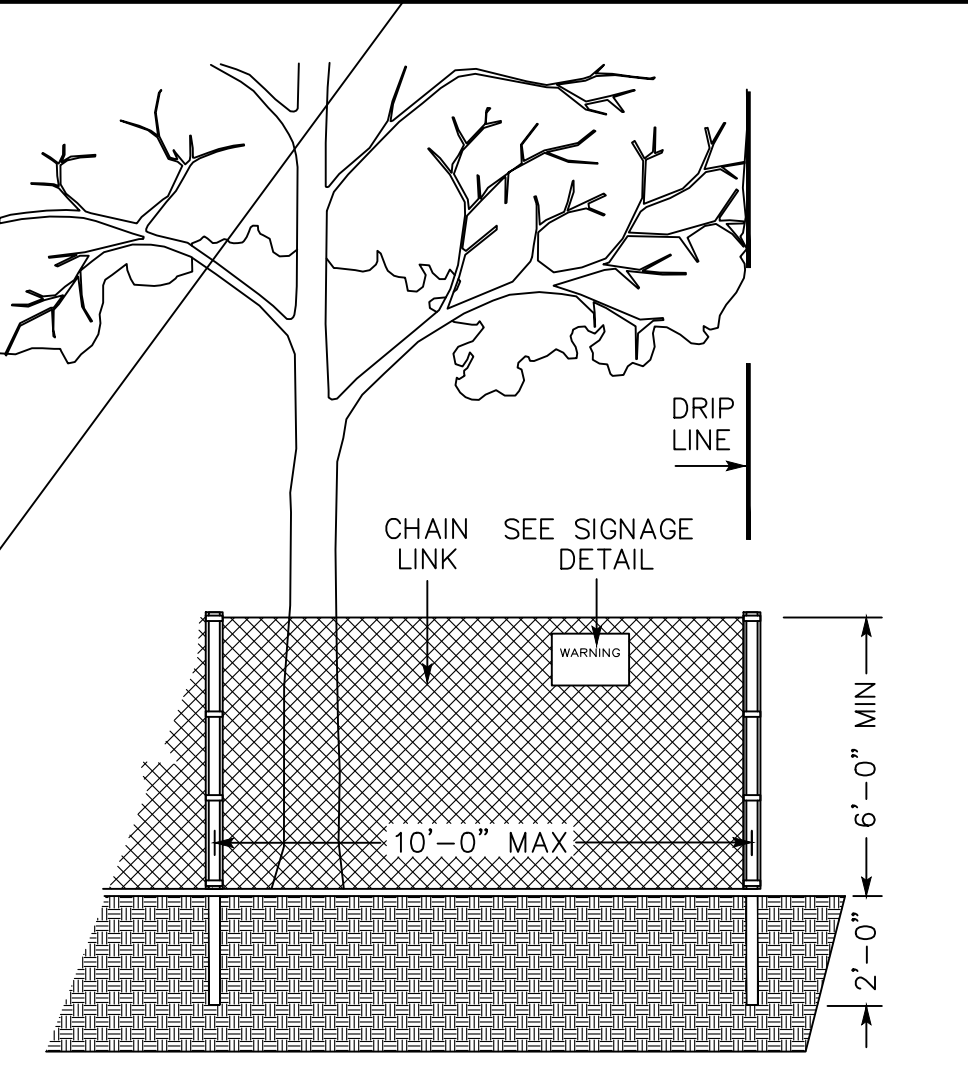 DRIP
LINE
CHAIN
LINK
SEE SIGNAGE
DETAIL
WARNING
10'-0" MAX
6'-0" MIN
2'-0"